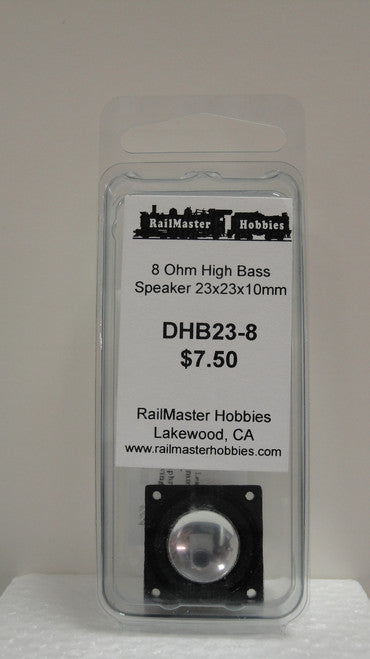 RailMaster Hobbies
8 Ohm High Bass
Speaker 23x23x10mm
DHB23-8
$7.50
RailMaster Hobbies
Lakewood, CA
www.railmasterhobbies.com